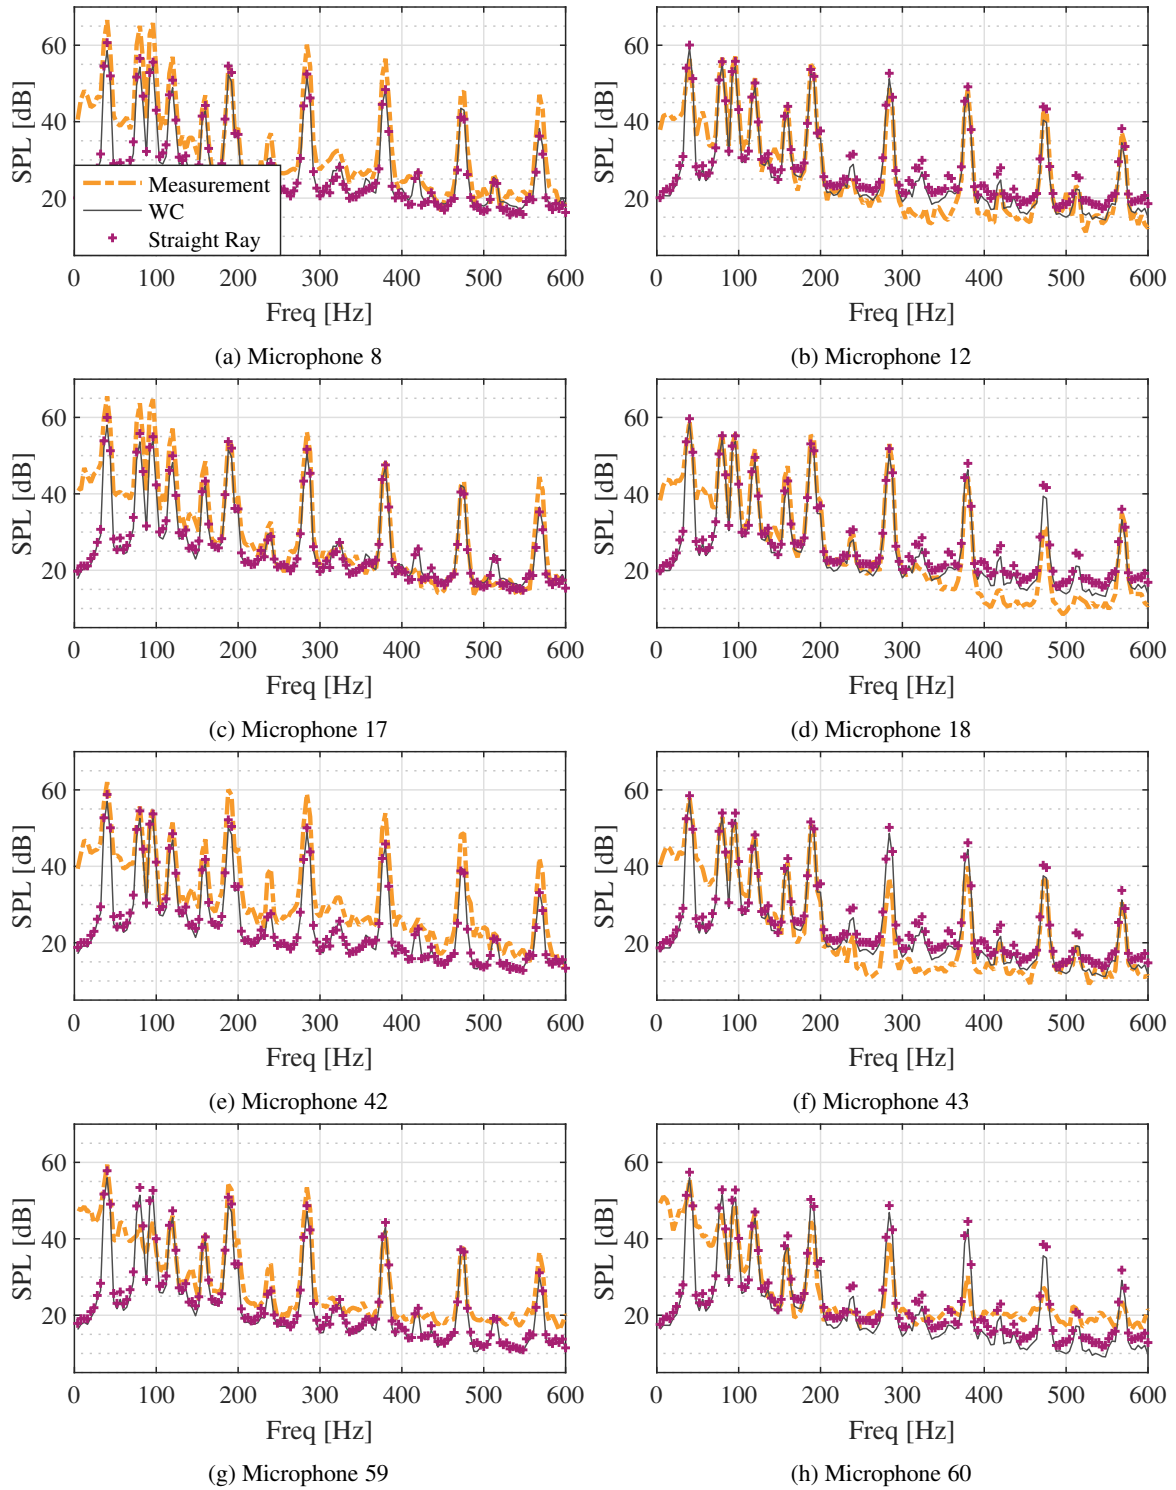 SPL [dB]
60
40
20
Measurement
WC
Straight Ray
0 100 200 300 400 500 600
Freq [Hz]
(a) Microphone 8
SPL [dB]
60
40
20
0 100 200 300 400 500 600
Freq [Hz]
(b) Microphone 12
SPL [dB]
60
40
20
0 100 200 300 400 500 600
Freq [Hz]
(c) Microphone 17
SPL [dB]
60
40
20
0 100 200 300 400 500 600
Freq [Hz]
(d) Microphone 18
SPL [dB]
60
40
20
0 100 200 300 400 500 600
Freq [Hz]
(e) Microphone 42
SPL [dB]
60
40
20
0 100 200 300 400 500 600
Freq [Hz]
(f) Microphone 43
SPL [dB]
60
40
20
0 100 200 300 400 500 600
Freq [Hz]
(g) Microphone 59
SPL [dB]
60
40
20
0 100 200 300 400 500 600
Freq [Hz]
(h) Microphone 60